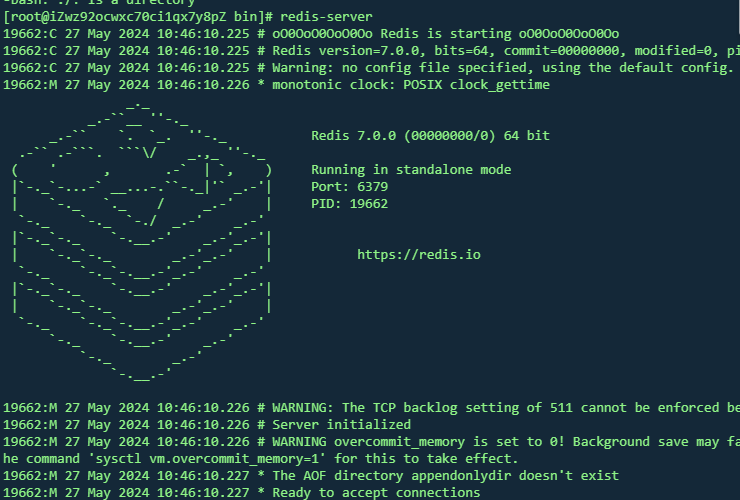 -bash: ./: is a directory
[root@iZwz92ocwxc70ci1qx7y8pZ bin]# redis-server
19662:C 27 May 2024 10:46:10.225 # oO0OoO0OoO0Oo Redis is starting oO0OoO0OoO0Oo
19662:C 27 May 2024 10:46:10.225 # Redis version=7.0.0, bits=64, commit=00000000, modified=0, pi
19662:C 27 May 2024 10:46:10.225 # Warning: no config file specified, using the default config.
19662:M 27 May 2024 10:46:10.226 * monotonic clock: POSIX clock_gettime
Redis 7.0.0 (00000000/0) 64 bit
Running in standalone mode
Port: 6379
PID: 19662
https://redis.io
19662:M 27 May 2024 10:46:10.226 # WARNING: The TCP backlog setting of 511 cannot be enforced be
19662:M 27 May 2024 10:46:10.226 # Server initialized
19662:M 27 May 2024 10:46:10.226 # WARNING overcommit_memory is set to 0! Background save may fa
he command 'sysctl vm.overcommit_memory=1' for this to take effect.
19662:M 27 May 2024 10:46:10.227 * The AOF directory appendonlydir doesn't exist
19662:M 27 May 2024 10:46:10.227 * Ready to accept connections